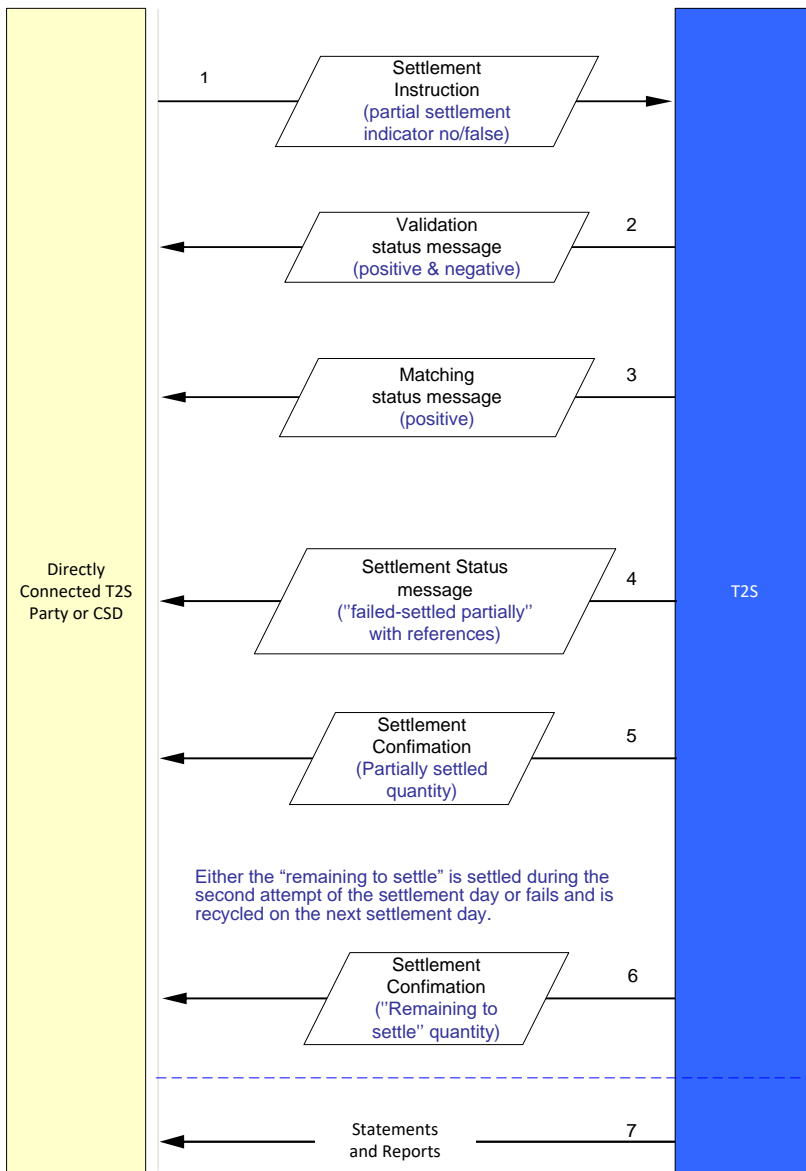 1
Settlement
Instruction
(partial settlement
indicator no/false)
Validation
status message
(positive & negative)
2
Matching
status message
(positive)
3
Directly
Connected T2S
Party or CSD
Settlement Status
message
("failed-settled partially"
with references)
4
T2S
Settlement
Confimation
(Partially settled
quantity)
5
Either the “remaining to settle” is settled during the
second attempt of the settlement day or fails and is
recycled on the next settlement day.
Settlement
Confimation
("Remaining to
settle" quantity)
6
Statements
and Reports
7